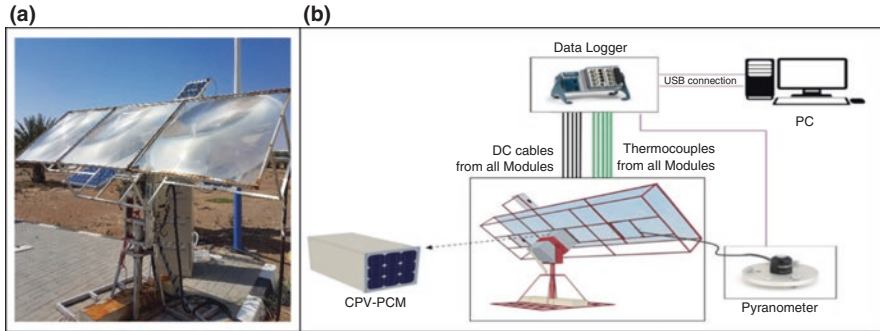 (a)
(b)
Data Logger
USB connection
PC
DC cables
from all Modules
Thermocouples
from all Modules
CPV-PCM
Pyranometer